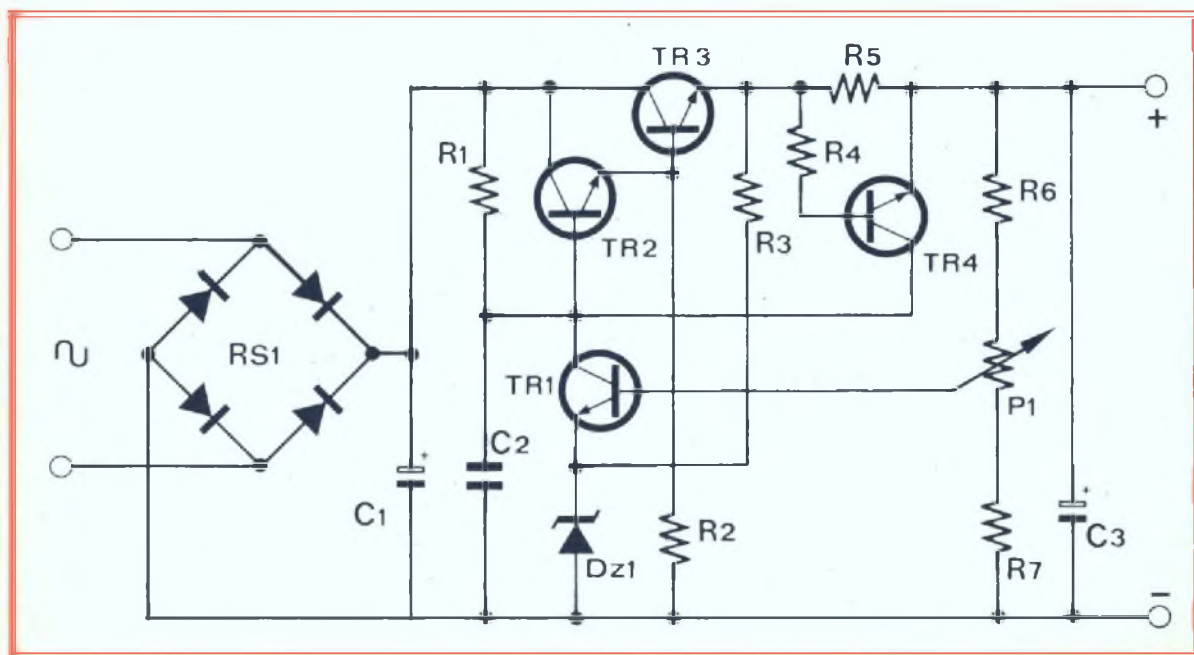 TR3
R5
R1
R4
R6
TR2
R3
TR4
RS1
TR1
P1
C2
C1
+
R2
Dz1
R7
C3
+
+
−